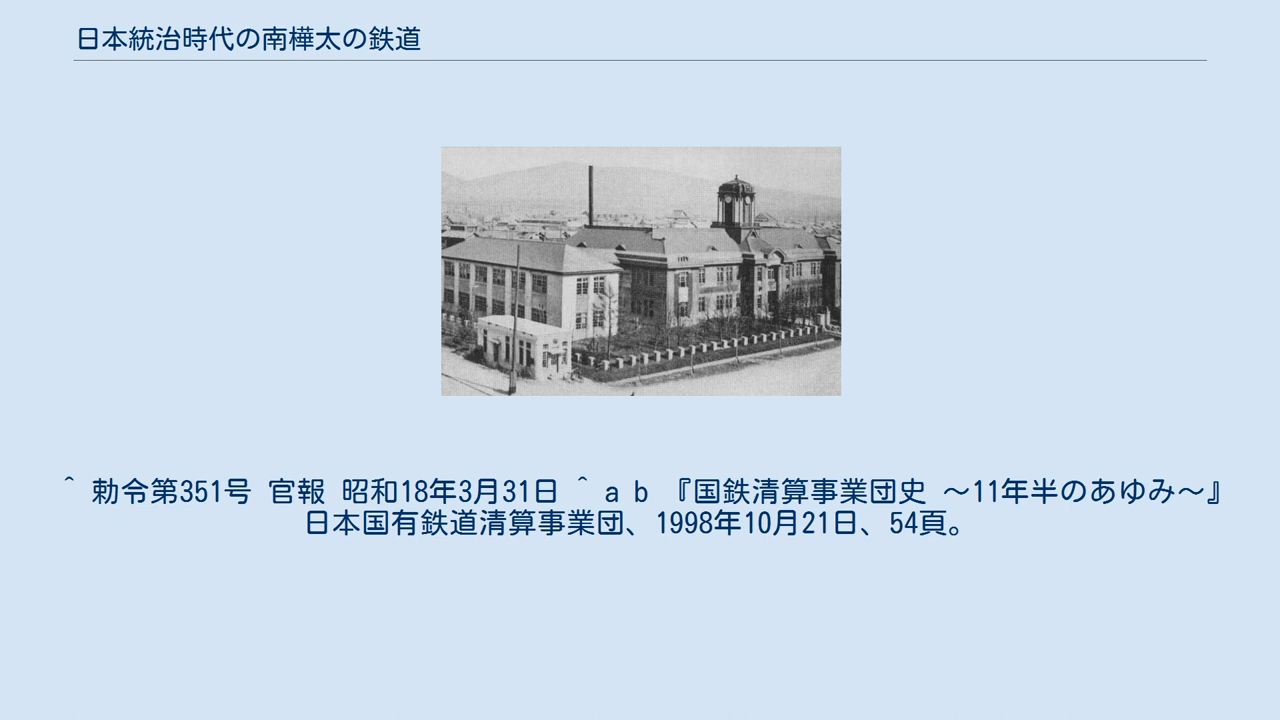 日本統治時代の南樺太の鉄道
^ 勅令第351号 官報 昭和18年3月31日 ^ a b 『国鉄清算事業団史 〜11年半のあゆみ〜』
日本国有鉄道清算事業団、1998年10月21日、54頁。